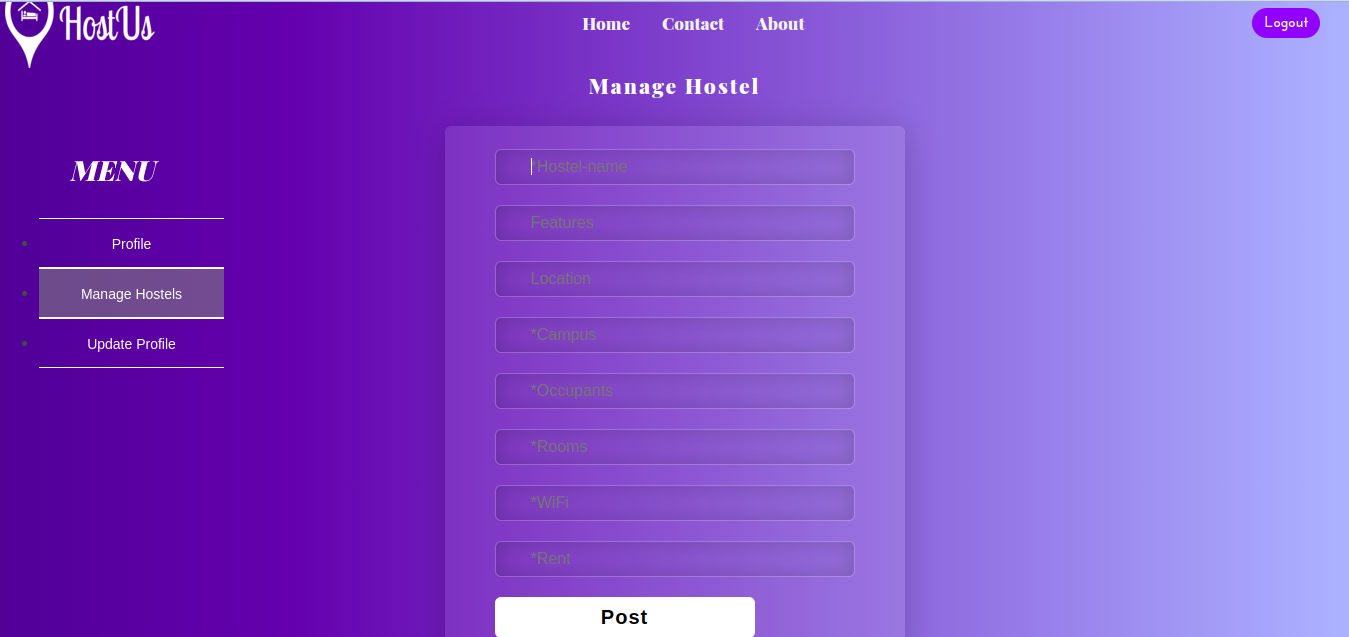 HostUs
Home Contact About
Logout
Manage Hostel
MENU
Profile
Manage Hostels
Update Profile
*Hostel-name
Features
Location
*Campus
*Occupants
*Rooms
*WiFi
*Rent
Post